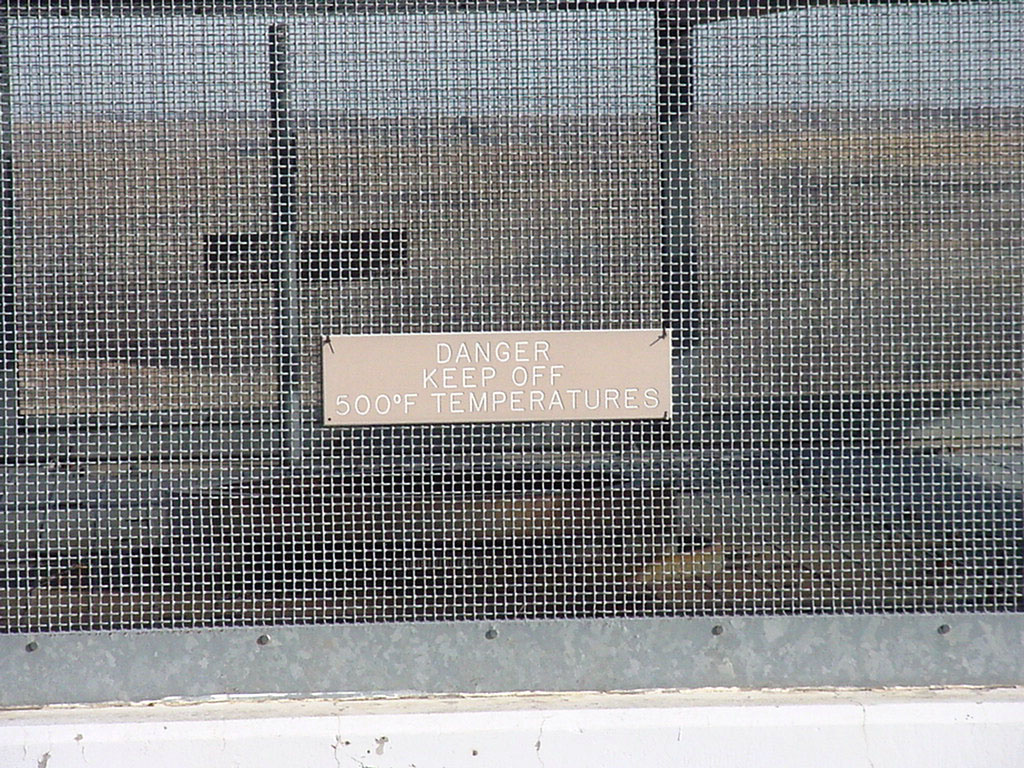 DANGER
KEEP OFF
500°F TEMPERATURES